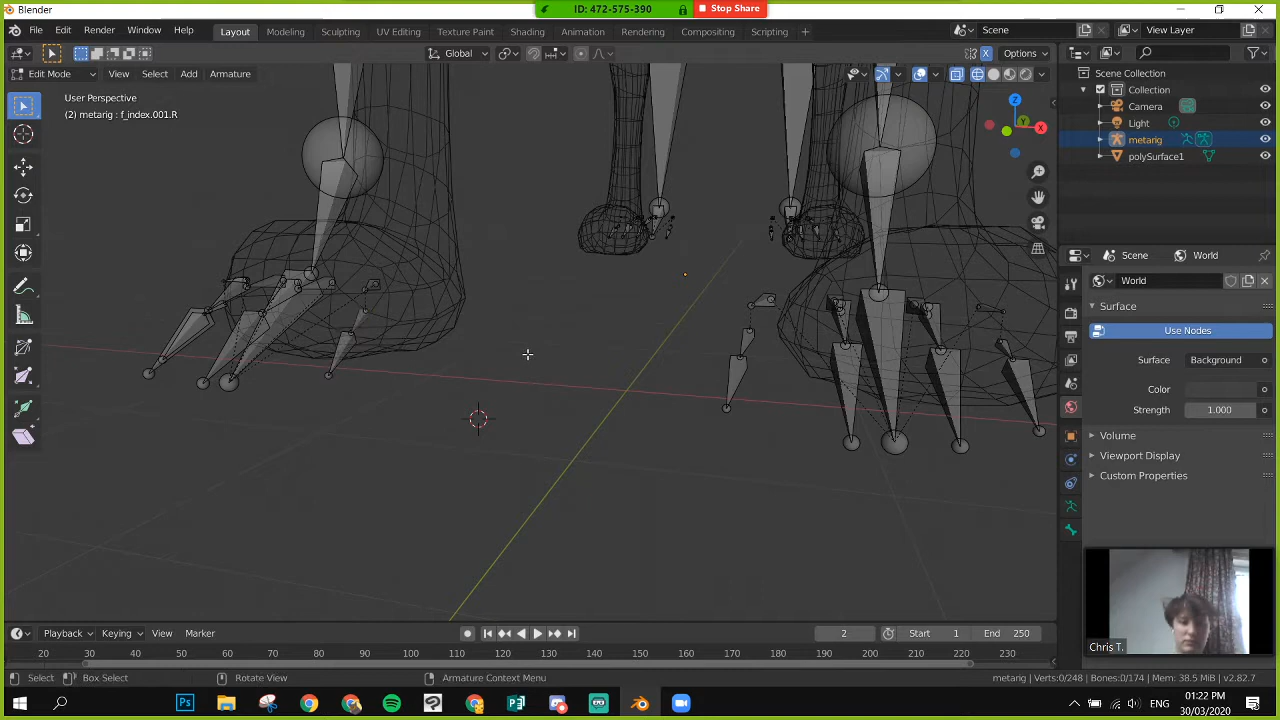 Blender
ID: 472-575-390
Stop Share
File Edit Render Window Help
Layout Modeling Sculpting UV Editing Texture Paint Shading Animation Rendering Compositing Scripting +
Scene
View Layer
Global
X
Options
Edit Mode View Select Add Armature
User Perspective
(2) metarig : f_index.001.R
Z
Y
X
Scene Collection
Collection
Camera
Light
metarig
polySurface1
Scene World
World
Surface
Use Nodes
Surface Background
Color
Strength 1.000
Volume
Viewport Display
Custom Properties
Chris T.
Playback Keying View Marker
2
Start 1 End 250
20 30 40 50 60 70 80 90 100 110 120 130 140 150 160 170 180 190 200 210 220 230 240 250
Select Box Select Rotate View Armature Context Menu
metarig | Verts:0/248 | Bones:0/174 | Mem: 38.5 MiB | v2.82.7
Ps
ENG
01:22 PM
30/03/2020